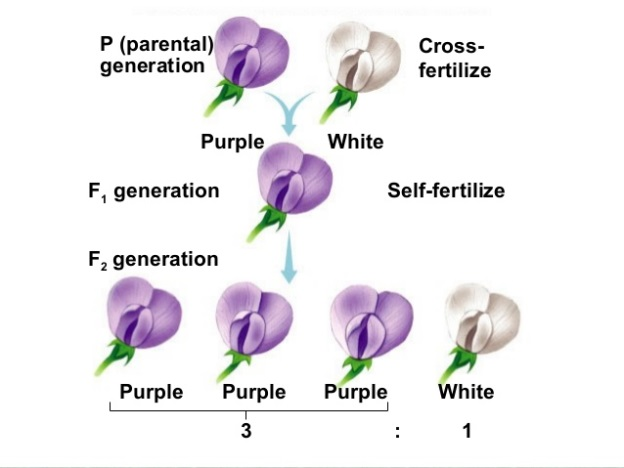 P (parental)
generation
Cross-
fertilize
Purple
White
F₁ generation
Self-fertilize
F₂ generation
Purple Purple Purple White
3 : 1